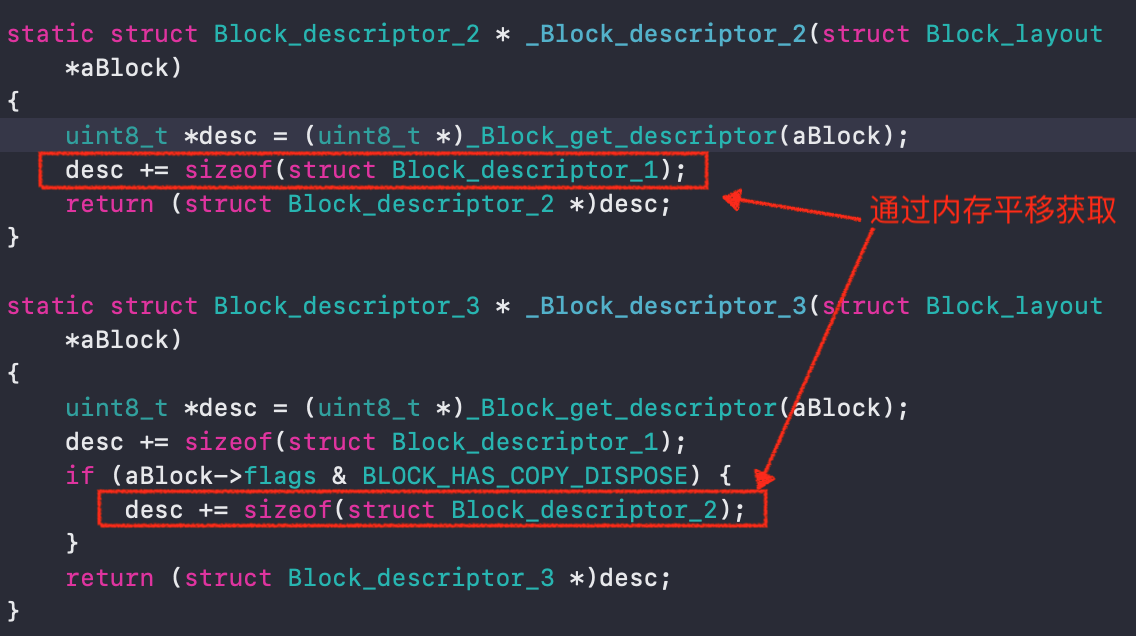 static struct Block_descriptor_2 * _Block_descriptor_2(struct Block_layout
*aBlock)
{
uint8_t *desc = (uint8_t *)_Block_get_descriptor(aBlock);
desc += sizeof(struct Block_descriptor_1);
return (struct Block_descriptor_2 *)desc;
通过内存平移获取
}
static struct Block_descriptor_3 * _Block_descriptor_3(struct Block_layout
*aBlock)
{
uint8_t *desc = (uint8_t *)_Block_get_descriptor(aBlock);
desc += sizeof(struct Block_descriptor_1);
if (aBlock->flags & BLOCK_HAS_COPY_DISPOSE) {
desc += sizeof(struct Block_descriptor_2);
}
return (struct Block_descriptor_3 *)desc;
}